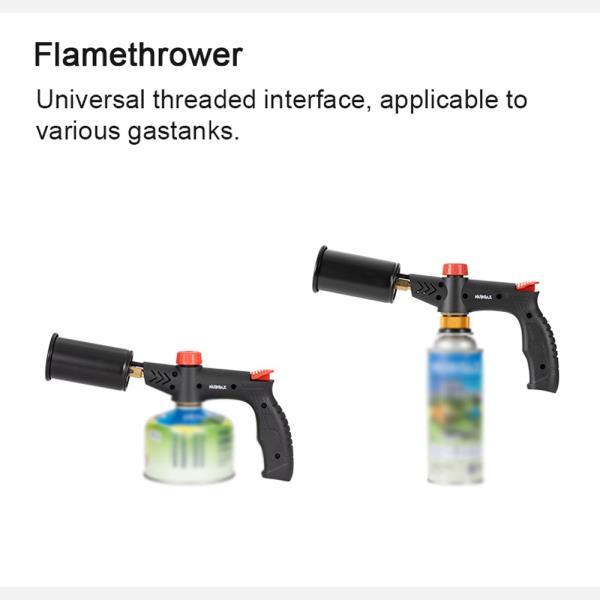 Flamethrower
Universal threaded interface, applicable to
various gastanks.